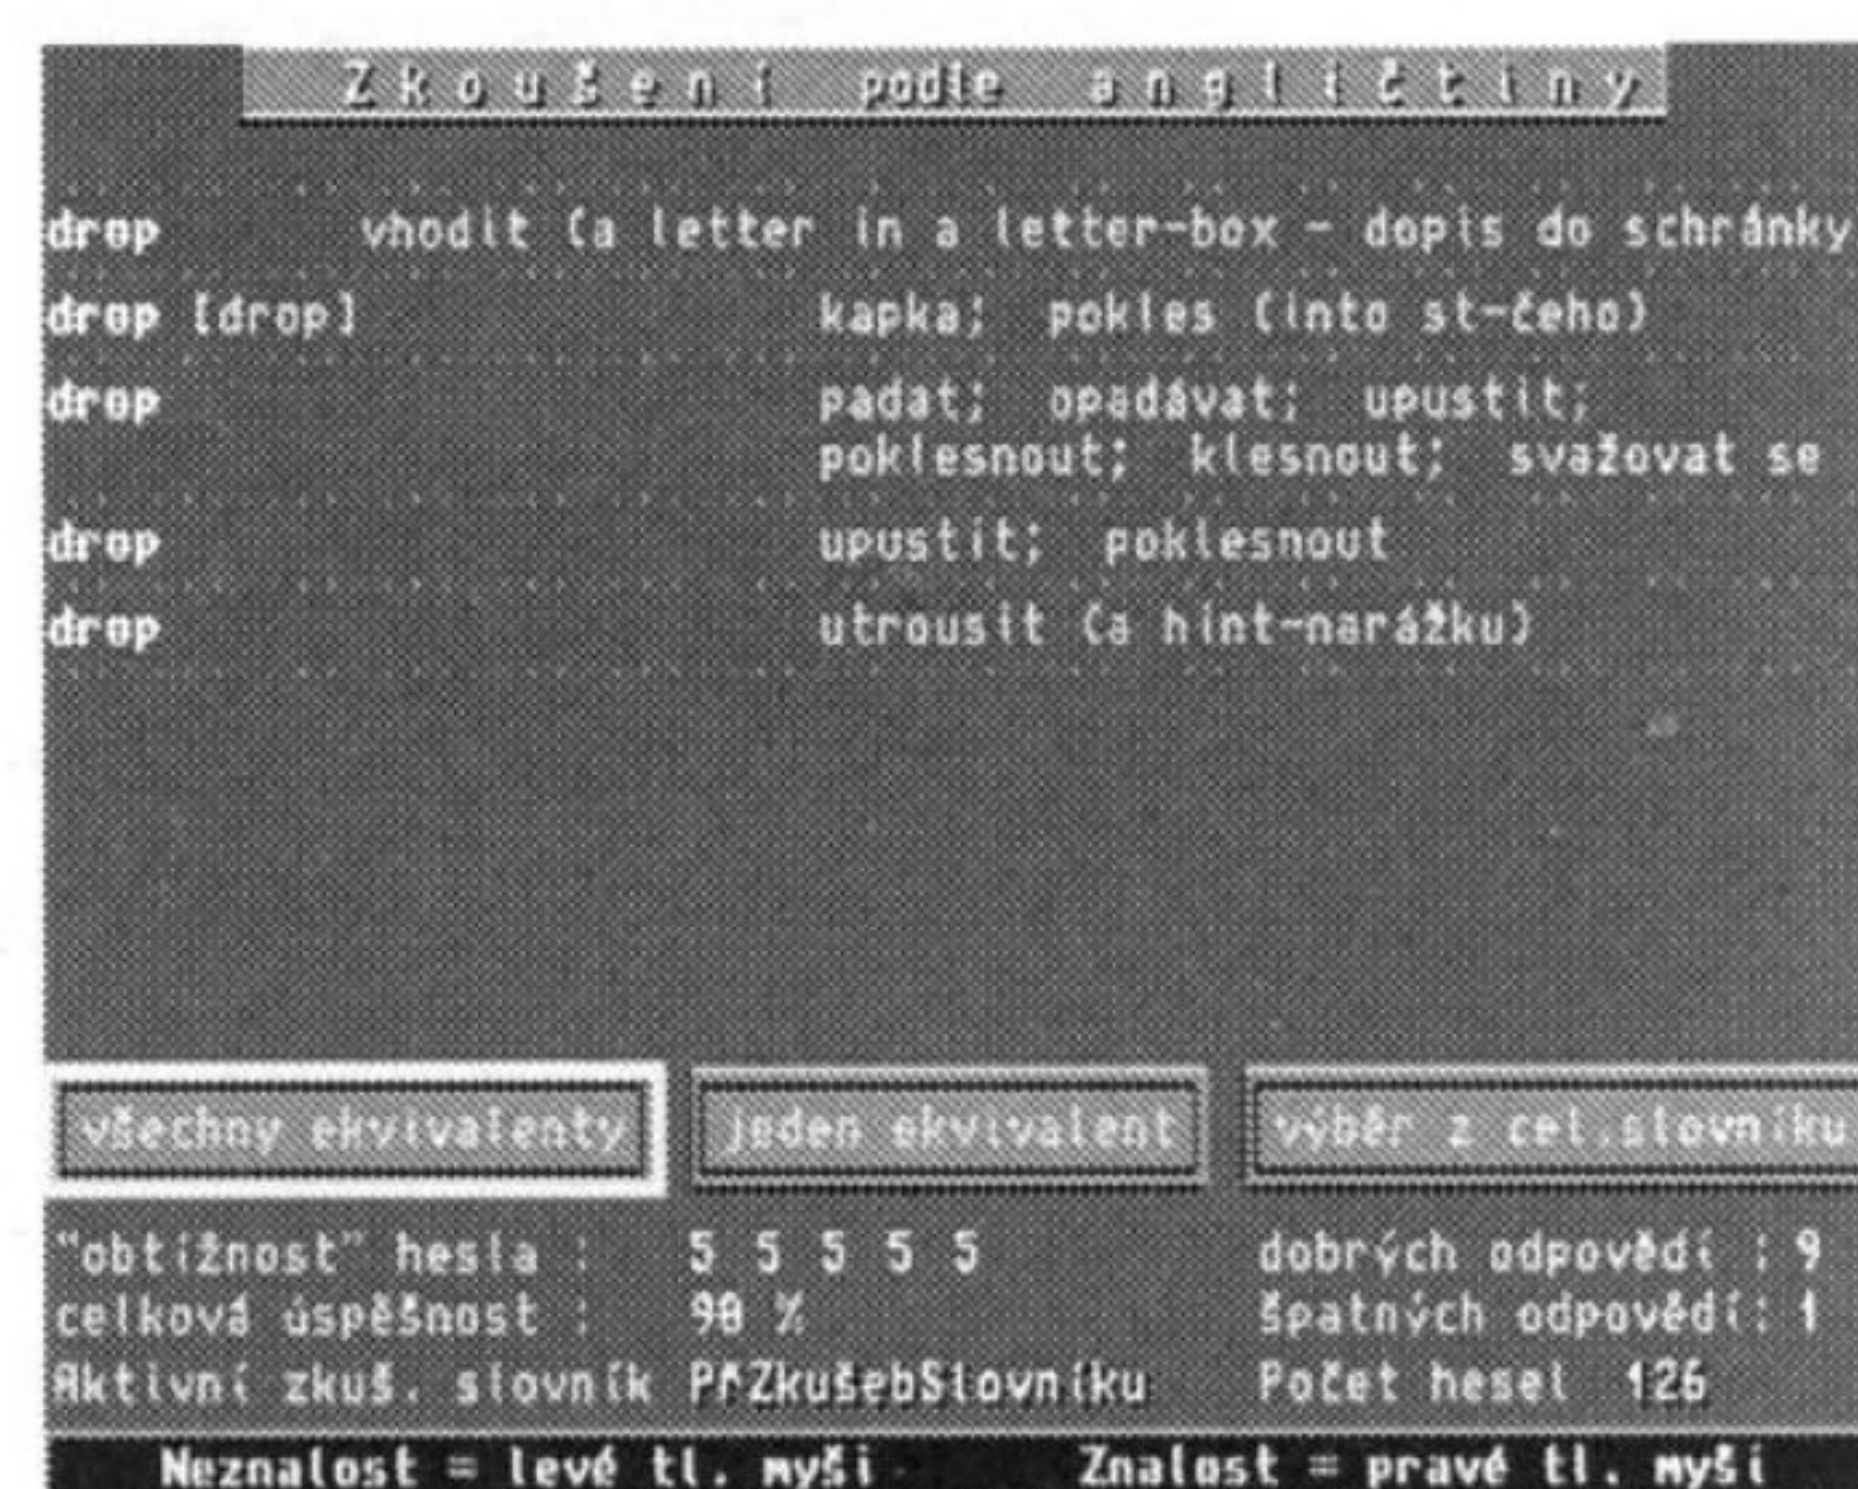 Zkoušení podle angličtiny
drop vhodit (a letter in a letter-box - dopis do schránky
drop [drop] kapka; pokles (into st-čeho)
drop padat; opadávat; upustit;
poklesnout; klesnout; svažovat se
drop upustit; poklesnout
drop utrousit (a hint-narážku)
všechny ekvivalenty jeden ekvivalent výběr z cel.slovníku
"obtížnost" hesla : 5 5 5 5 5 dobrých odpovědí : 9
celková úspěšnost : 90 % špatných odpovědí: 1
Aktivní zkuš. slovník PřZkušebSlovníku Počet hesel 126
Neznalost = levé tl. myši Znalost = pravé tl. myši